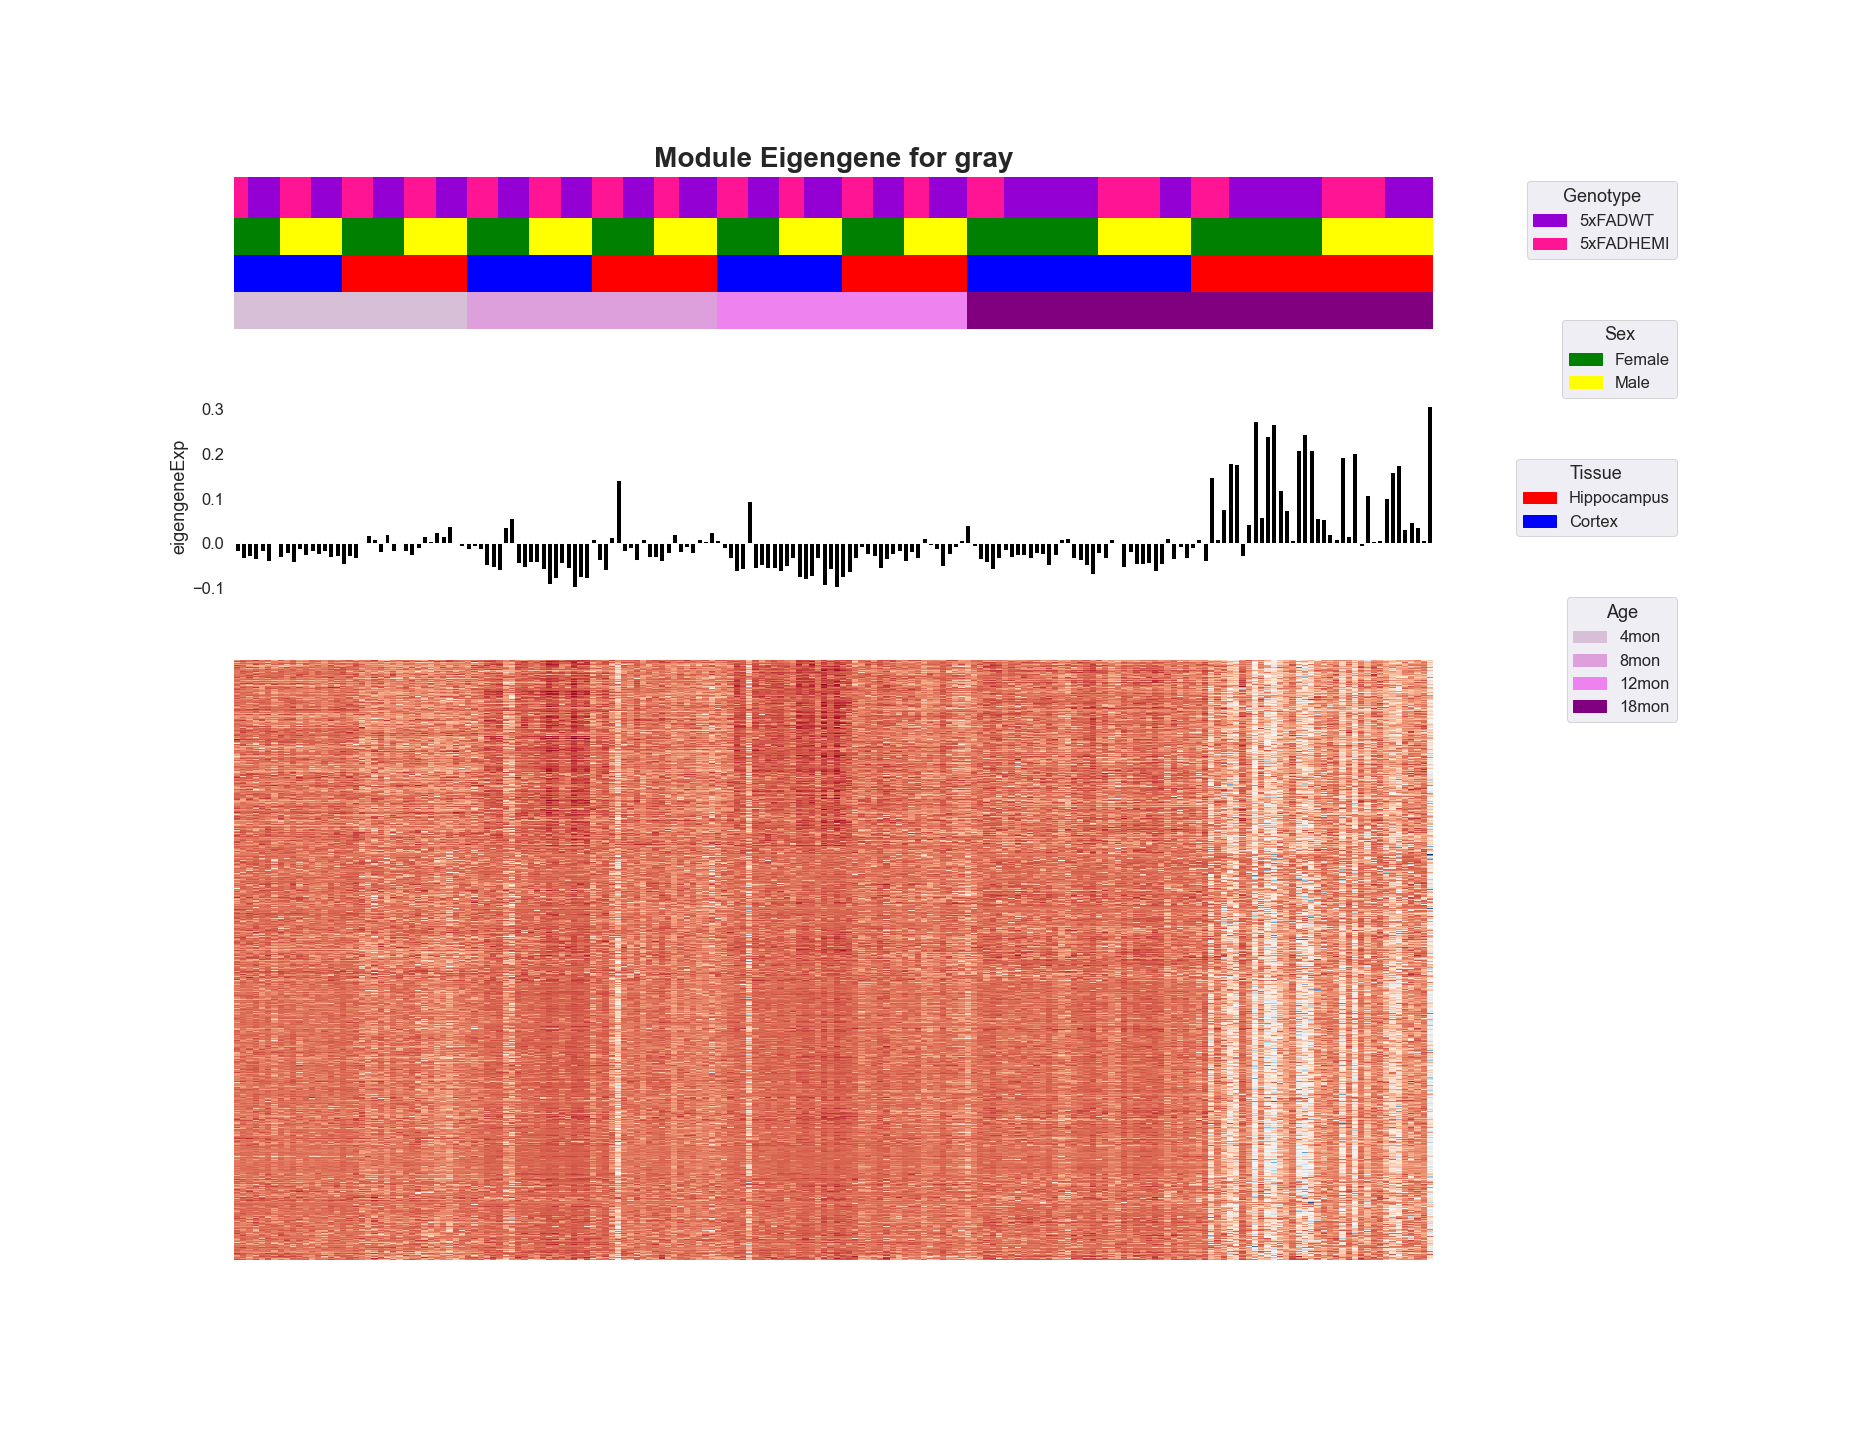 Module Eigengene for gray
Genotype
5xFADWT
5xFADHEMI
Sex
Female
Male
0.3
0.2
0.1
0.0
−0.1
eigengeneExp
Tissue
Hippocampus
Cortex
Age
4mon
8mon
12mon
18mon